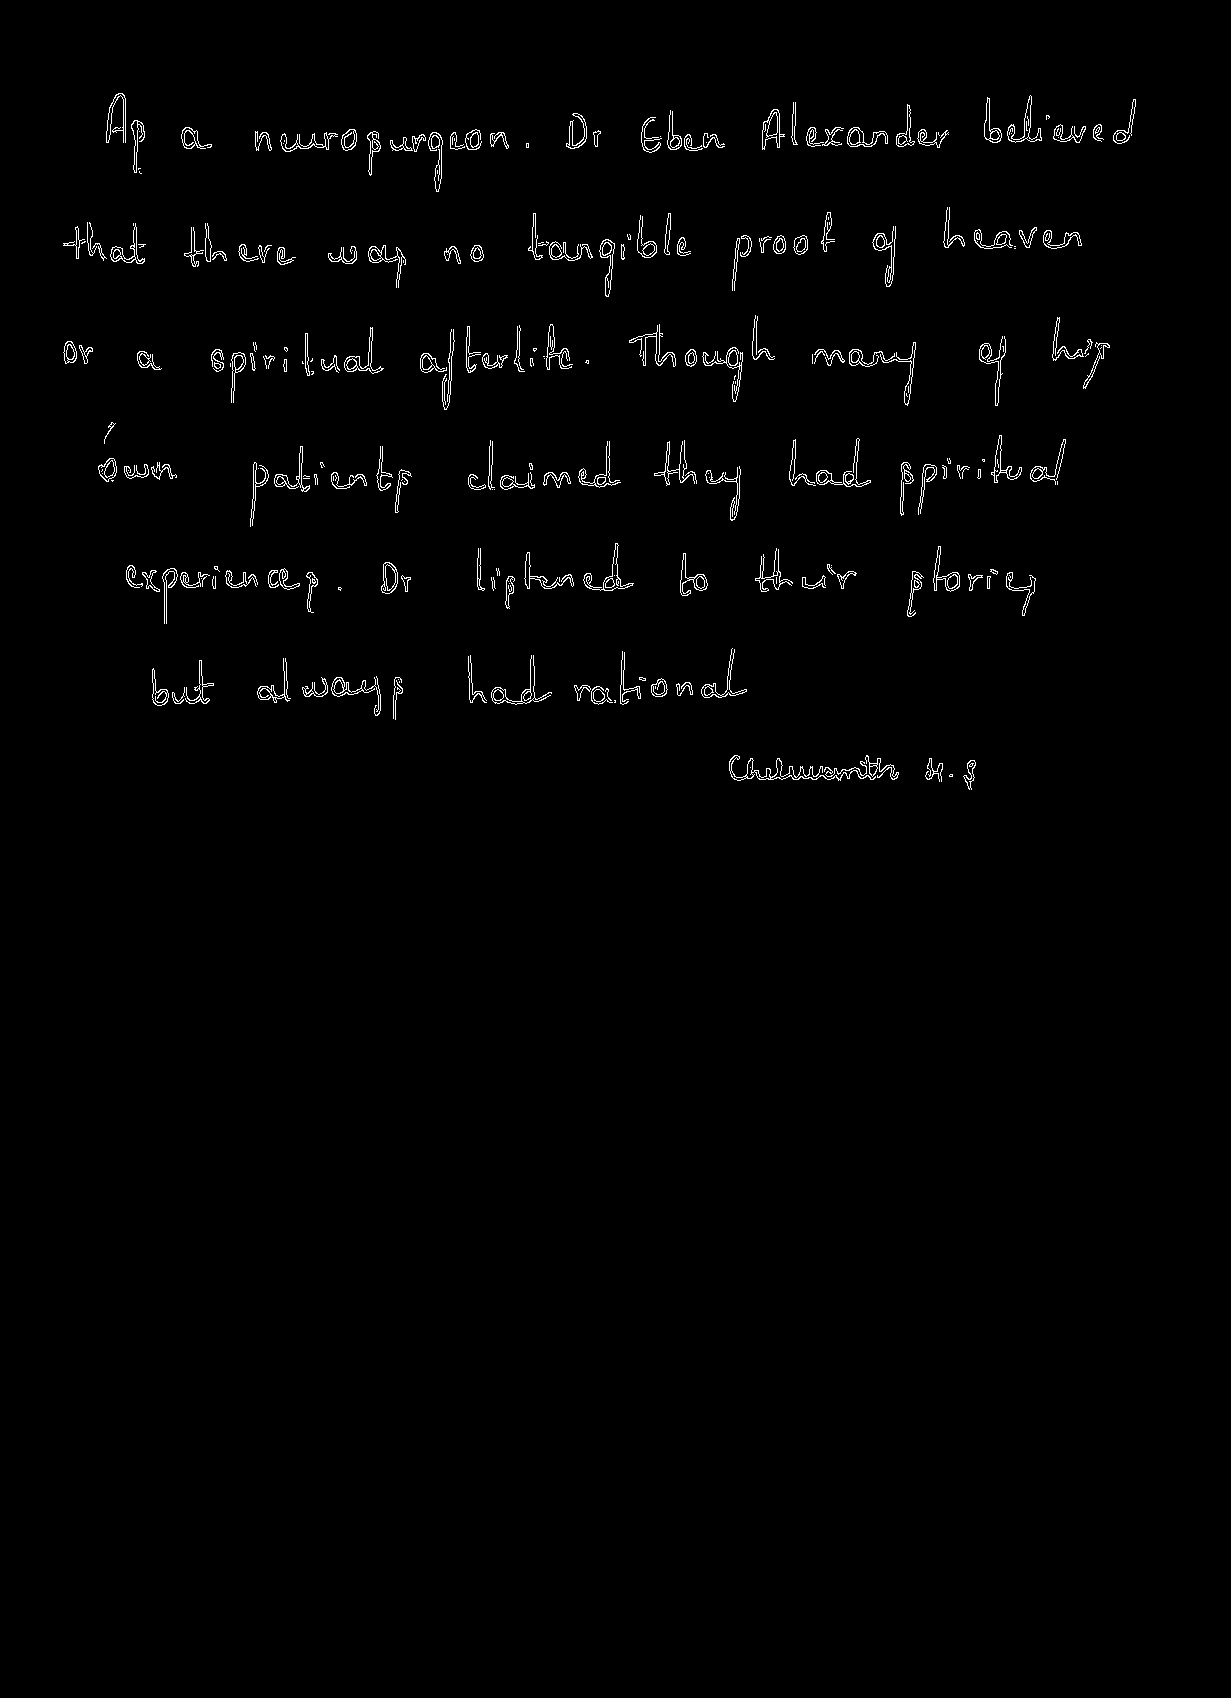 As a neurosurgeon. Dr Eben Alexander believed
that there was no tangible proof of heaven
or a spiritual afterlife. Though many of his
own patients claimed they had spiritual
experiences. Dr listened to their stories
but always had rational
H. S